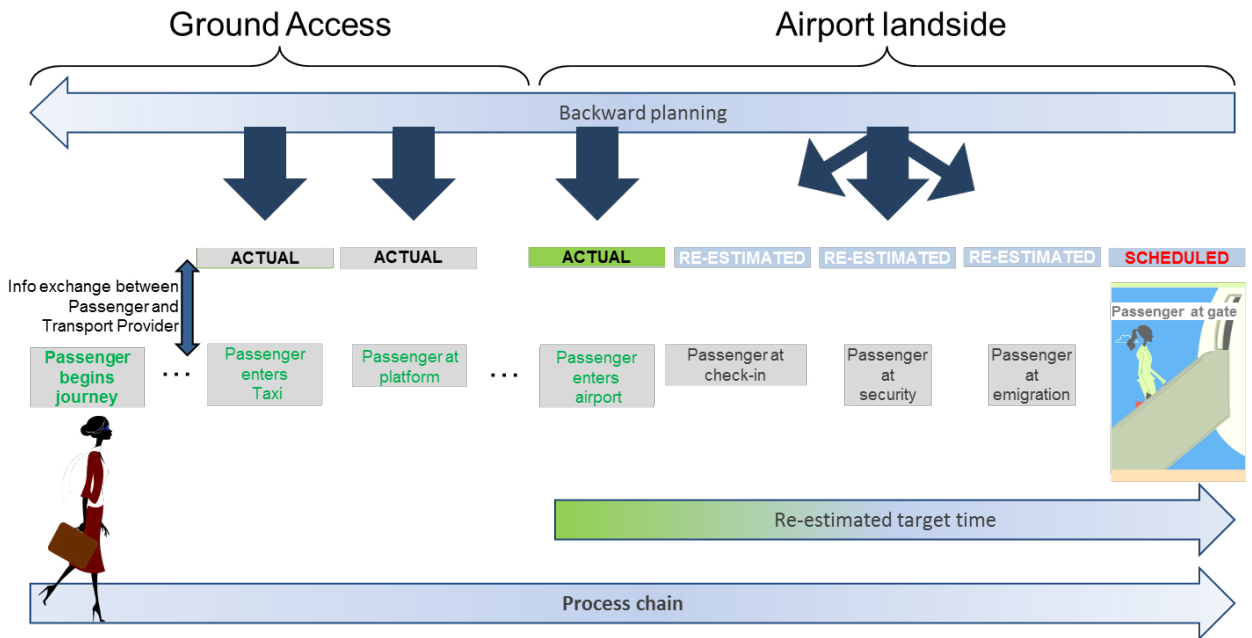 Ground Access
Airport landside
Backward planning
ACTUAL
ACTUAL
ACTUAL
RE-ESTIMATED
RE-ESTIMATED
RE-ESTIMATED
SCHEDULED
Info exchange between
Passenger and
Transport Provider
Passenger
begins
journey
...
Passenger
enters
Taxi
Passenger at
platform
...
Passenger
enters
airport
Passenger at
check-in
Passenger
at
security
Passenger
at
emigration
Passenger at gate
Re-estimated target time
Process chain